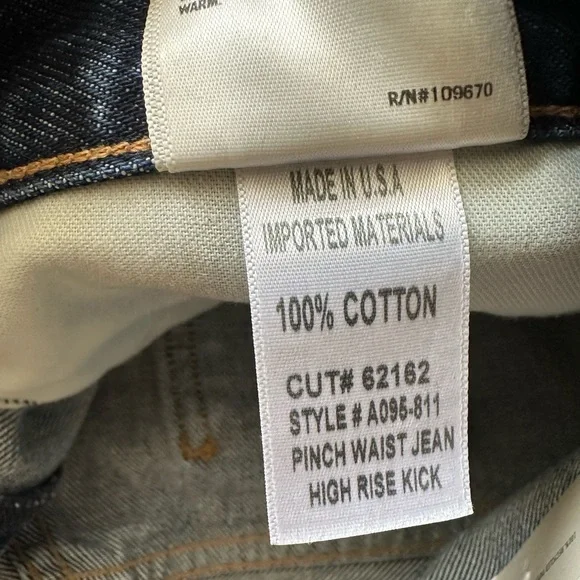 WARM.
R/N#109670
MADE IN U.S.A
IMPORTED MATERIALS
100% COTTON
CUT# 62162
STYLE # A095-811
PINCH WAIST JEAN
HIGH RISE KICK